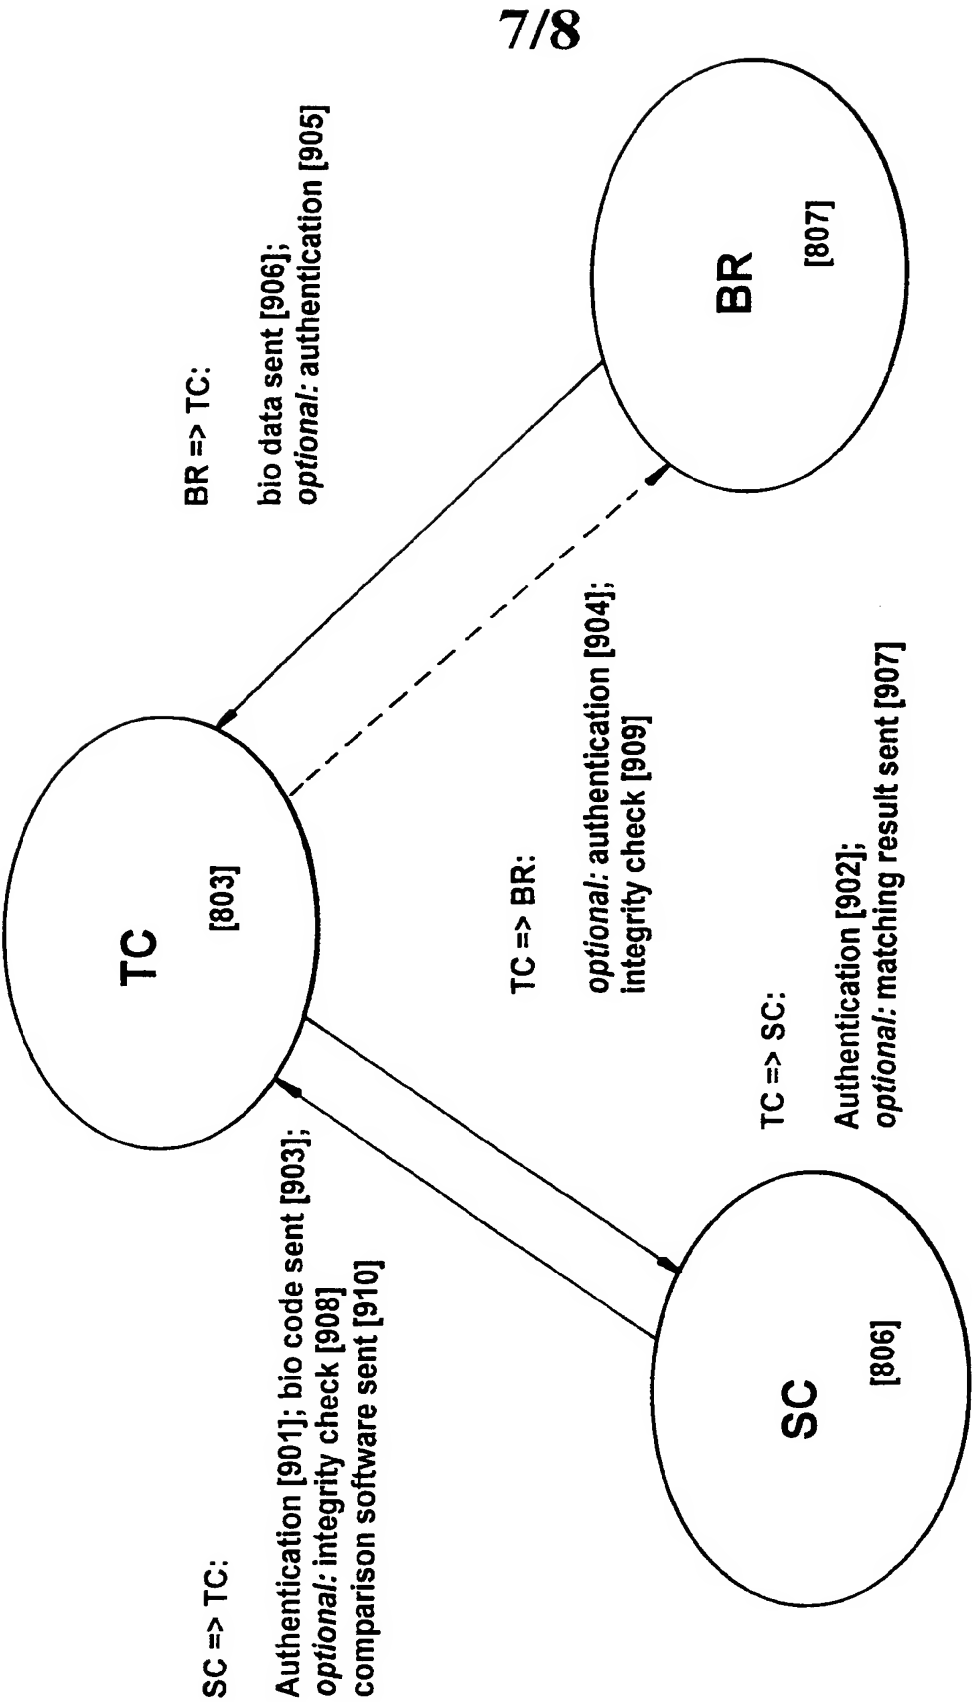 7/8
SC => TC:
Authentication [901]; bio code sent [903];
optional: integrity check [908]
comparison software sent [910]
TC
[803]
BR => TC:
bio data sent [906];
optional: authentication [905]
TC => BR:
optional: authentication [904];
integrity check [909]
SC
[806]
TC => SC:
Authentication [902];
optional: matching result sent [907]
BR
[807]